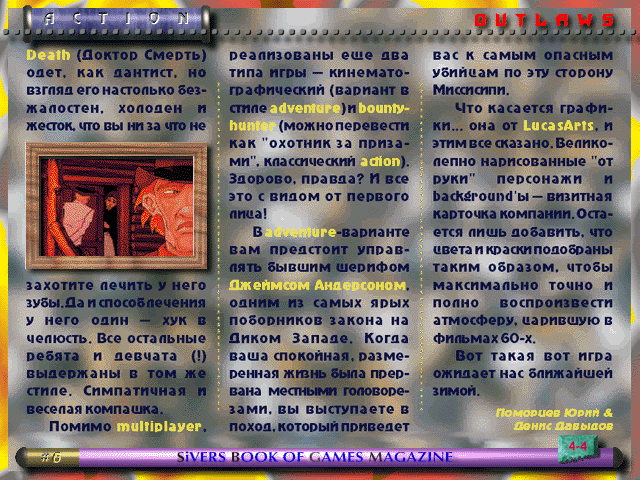 ACTION
OUTLAWS
Death (Доктор Смерть)
одет, как дантист, но
взгляд его настолько без-
жалостен, холоден и
жесток, что вы ни за что не
захотите лечить у него
зубы. Да и способ лечения
у него один — хук в
челюсть. Все остальные
ребята и девчата (!)
выдержаны в том же
стиле. Симпатичная и
веселая компашка.
Помимо multiplayer,
реализованы еще два
типа игры — кинемато-
графический (вариант в
стиле adventure) и bounty-
hunter (можно перевести
как "охотник за приза-
ми", классический action).
Здорово, правда? И все
это с видом от первого
лица!
В adventure-варианте
вам предстоит управ-
лять бывшим шерифом
Джеймсом Андерсоном,
одним из самых ярых
поборников закона на
Диком Западе. Когда
ваша спокойная, разме-
ренная жизнь была прер-
вана местными головоре-
зами, вы выступаете в
поход, который приведет
вас к самым опасным
убийцам по эту сторону
Миссисипи.
Что касается графи-
ки... она от LucasArts, и
этим все сказано. Велико-
лепно нарисованные "от
руки" персонажи и
background'ы — визитная
карточка компании. Оста-
ется лишь добавить, что
цвета и краски подобраны
таким образом, чтобы
максимально точно и
полно воспроизвести
атмосферу, царившую в
фильмах 60-х.
Вот такая вот игра
ожидает нас ближайшей
зимой.
Поморцев Юрий &
Денис Давыдов
#6
SIVERS BOOK OF GAMES MAGAZINE
4-4